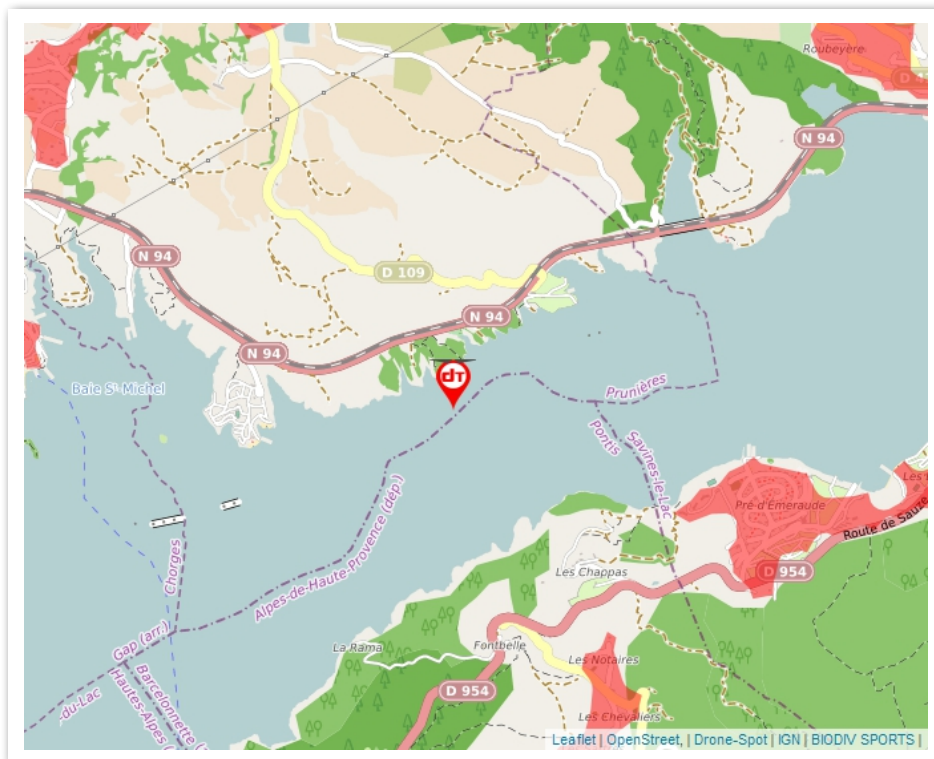 Roubeyère
N 94
N 94
D 109
N 94
N 94
Baie St-Michel
dT
Prunières
Pontis
Savines-le-Lac
Alpes-de-Haute-Provence (dép.)
Pré-d'Émeraude
Route de Sauze
Chorges
Les Chappas
D 954
Gap (arr.)
La Rama
Fontbelle
Les Notaires
-du-Lac
Barcelonnette (
Hautes-Alpes (
D 954
Les Chevaliers
Leaflet | OpenStreet, | Drone-Spot | IGN | BIODIV SPORTS |